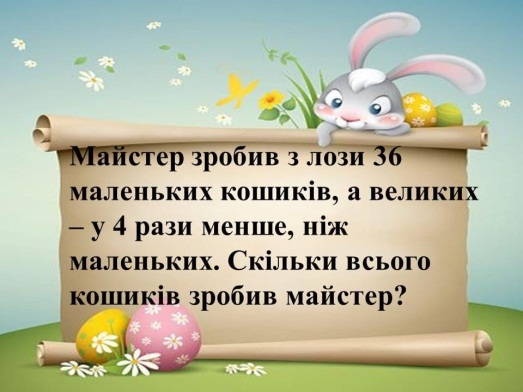 Майстер зробив з лози 36
маленьких кошиків, а великих
– у 4 рази менше, ніж
маленьких. Скільки всього
кошиків зробив майстер?